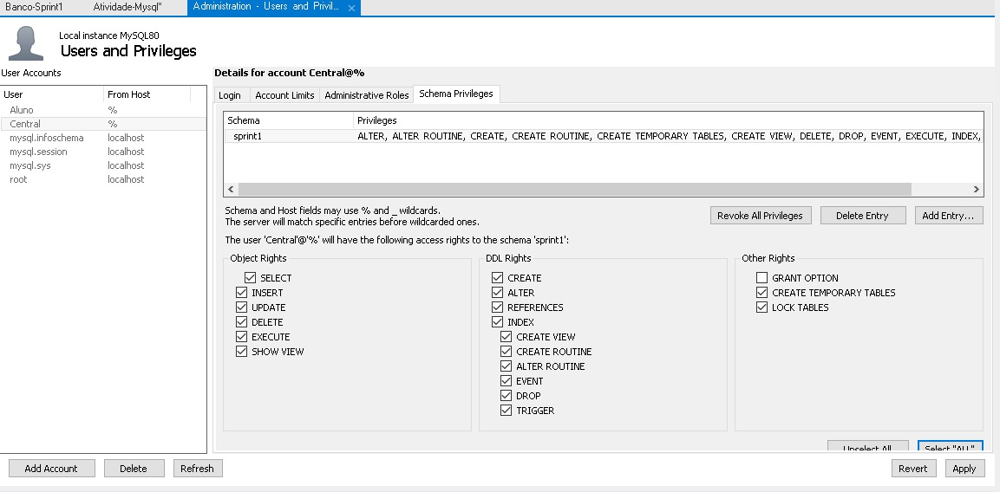 Banco-Sprint1 Atividade-Mysql* Administration - Users and Privil...
Local instance MySQL80
Users and Privileges
User Accounts
User From Host
Aluno %
Central %
mysql.infoschema localhost
mysql.session localhost
mysql.sys localhost
root localhost
Add Account Delete Refresh
Details for account Central@%
Login Account Limits Administrative Roles Schema Privileges
Schema Privileges
sprint1 ALTER, ALTER ROUTINE, CREATE, CREATE ROUTINE, CREATE TEMPORARY TABLES, CREATE VIEW, DELETE, DROP, EVENT, EXECUTE, INDEX,
Schema and Host fields may use % and _ wildcards.
The server will match specific entries before wildcarded ones.
Revoke All Privileges Delete Entry Add Entry...
The user 'Central'@'%' will have the following access rights to the schema 'sprint1':
Object Rights
SELECT
INSERT
UPDATE
DELETE
EXECUTE
SHOW VIEW
DDL Rights
CREATE
ALTER
REFERENCES
INDEX
CREATE VIEW
CREATE ROUTINE
ALTER ROUTINE
EVENT
DROP
TRIGGER
Other Rights
GRANT OPTION
CREATE TEMPORARY TABLES
LOCK TABLES
Unselect All Select "ALL"
Revert Apply